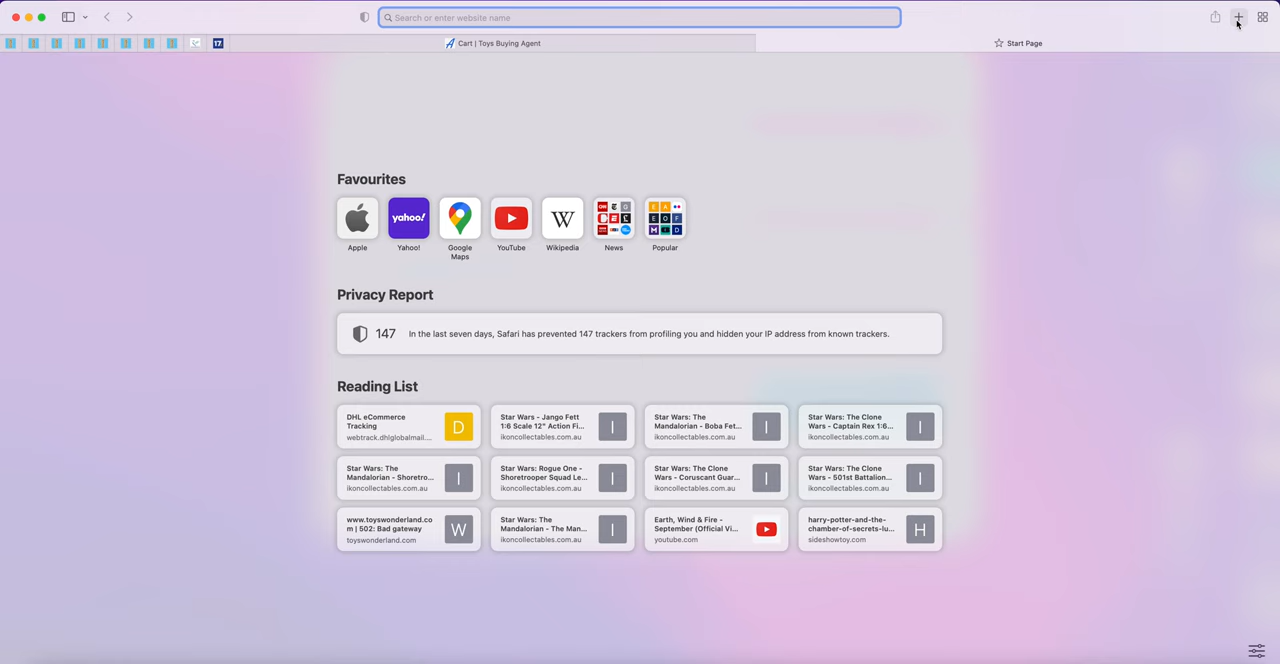 Search or enter website name
17
Cart | Toys Buying Agent
Start Page
Favourites
yahoo!
W
Apple
Yahoo!
Google
Maps
YouTube
Wikipedia
News
Popular
Privacy Report
147
In the last seven days, Safari has prevented 147 trackers from profiling you and hidden your IP address from known trackers.
Reading List
DHL eCommerce
Tracking
webtrack.dhlglobalmail....
D
Star Wars - Jango Fett
1:6 Scale 12" Action Fi...
ikoncollectables.com.au
I
Star Wars: The
Mandalorian - Boba Fet...
ikoncollectables.com.au
I
Star Wars: The Clone
Wars - Captain Rex 1:6...
ikoncollectables.com.au
I
Star Wars: The
Mandalorian - Shoretro...
ikoncollectables.com.au
I
Star Wars: Rogue One -
Shoretrooper Squad Le...
ikoncollectables.com.au
I
Star Wars: The Clone
Wars - Coruscant Guar...
ikoncollectables.com.au
I
Star Wars: The Clone
Wars - 501st Battalion...
ikoncollectables.com.au
I
www.toyswonderland.co
m | 502: Bad gateway
toyswonderland.com
W
Star Wars: The
Mandalorian - The Man...
ikoncollectables.com.au
I
Earth, Wind & Fire -
September (Official Vi...
youtube.com
harry-potter-and-the-
chamber-of-secrets-lu...
sideshowtoy.com
H